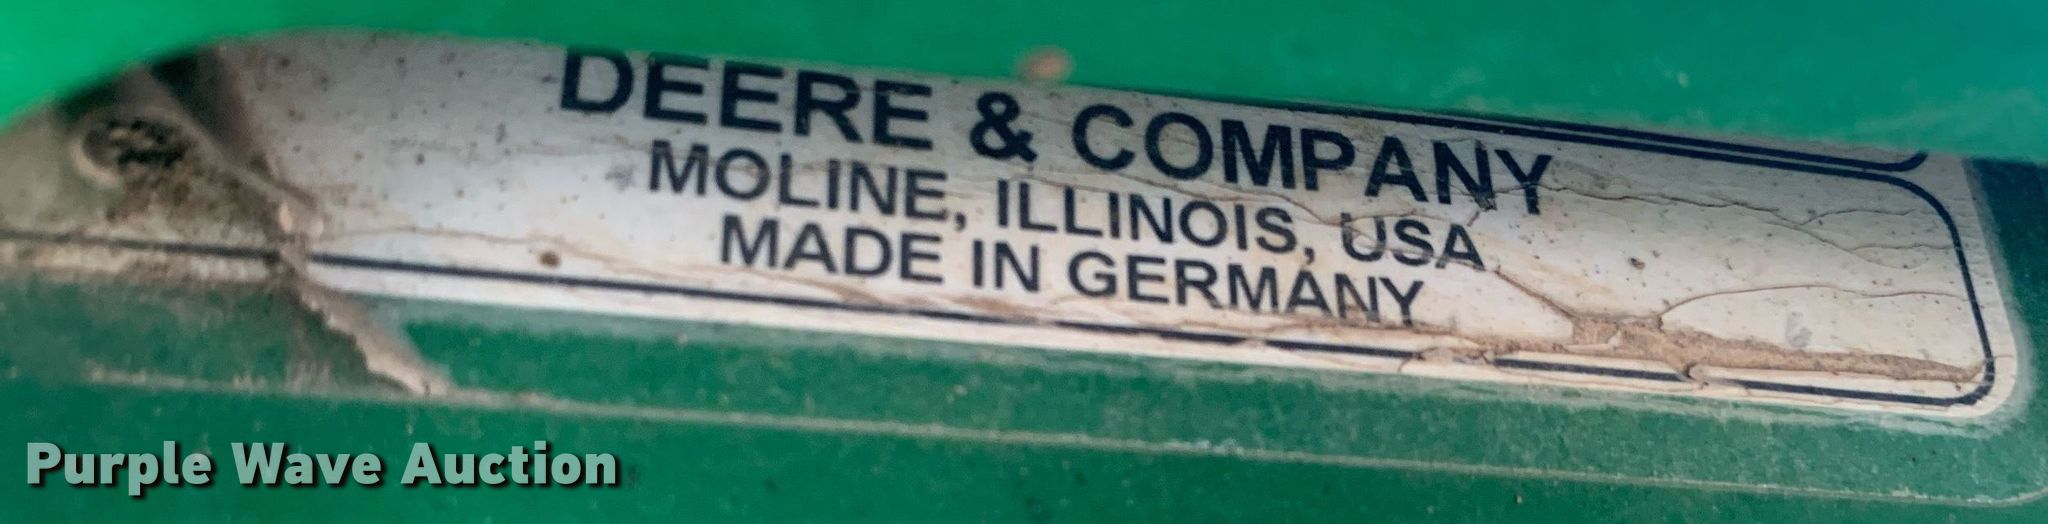 DEERE & COMPANY
MOLINE, ILLINOIS, USA
MADE IN GERMANY
Purple Wave Auction